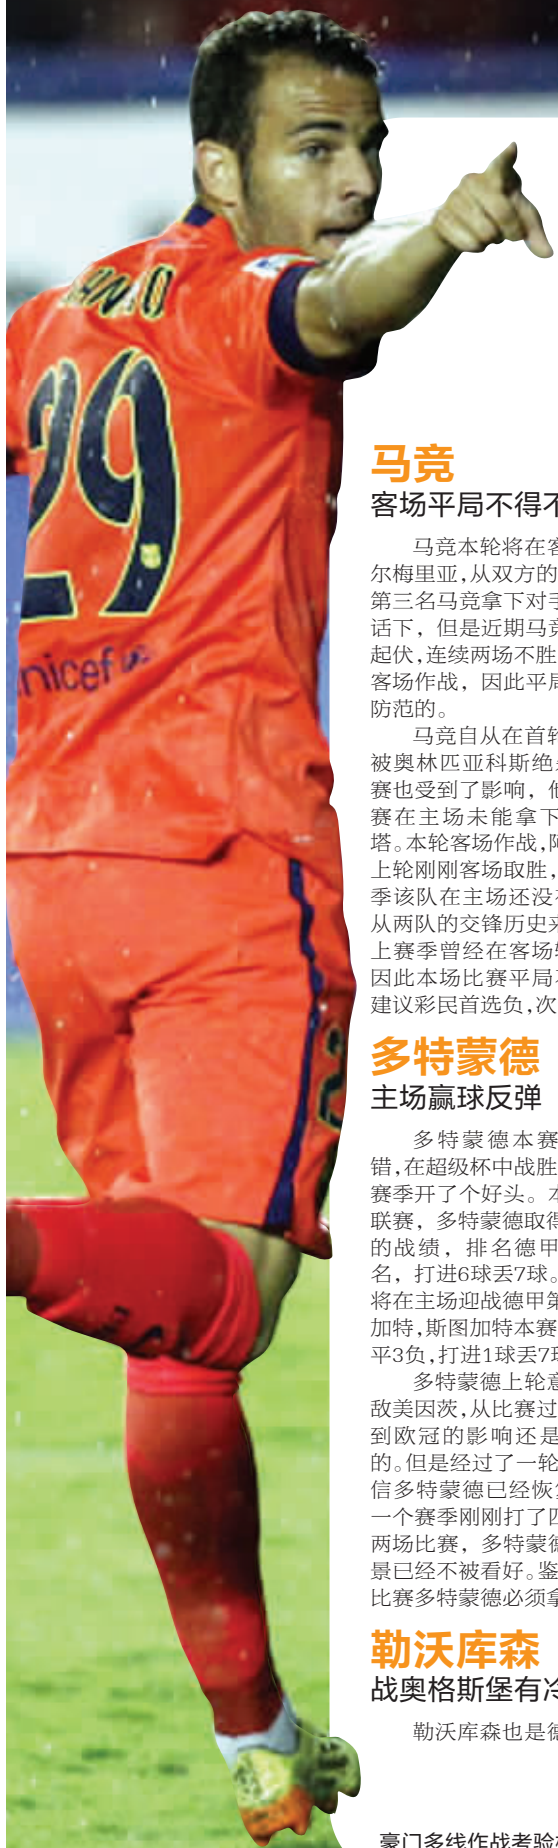 29
unicef
马竞
客场平局不得不
马竞本轮将在客
尔梅里亚,从双方的
第三名马竞拿下对手
话下，但是近期马竞
起伏,连续两场不胜
客场作战，因此平局
防范的。
马竞自从在首轮
被奥林匹亚科斯绝
赛也受到了影响，他
赛在主场未能拿下
塔。本轮客场作战,阿
上轮刚刚客场取胜，
季该队在主场还没
从两队的交锋历史来
上赛季曾经在客场
因此本场比赛平局
建议彩民首选负,次
多特蒙德
主场赢球反弹
多特蒙德本赛
错,在超级杯中战胜
赛季开了个好头。本
联赛，多特蒙德取得
的战绩，排名德甲
名，打进6球丢7球。
将在主场迎战德甲第
加特,斯图加特本赛
平3负,打进1球丢7球
多特蒙德上轮意
敌美因茨,从比赛过
到欧冠的影响还是
的。但是经过了一轮
信多特蒙德已经恢
一个赛季刚刚打了四
两场比赛，多特蒙德
景已经不被看好。鉴
比赛多特蒙德必须拿
勒沃库森
战奥格斯堡有冷
勒沃库森也是德
豪门多线作战考验